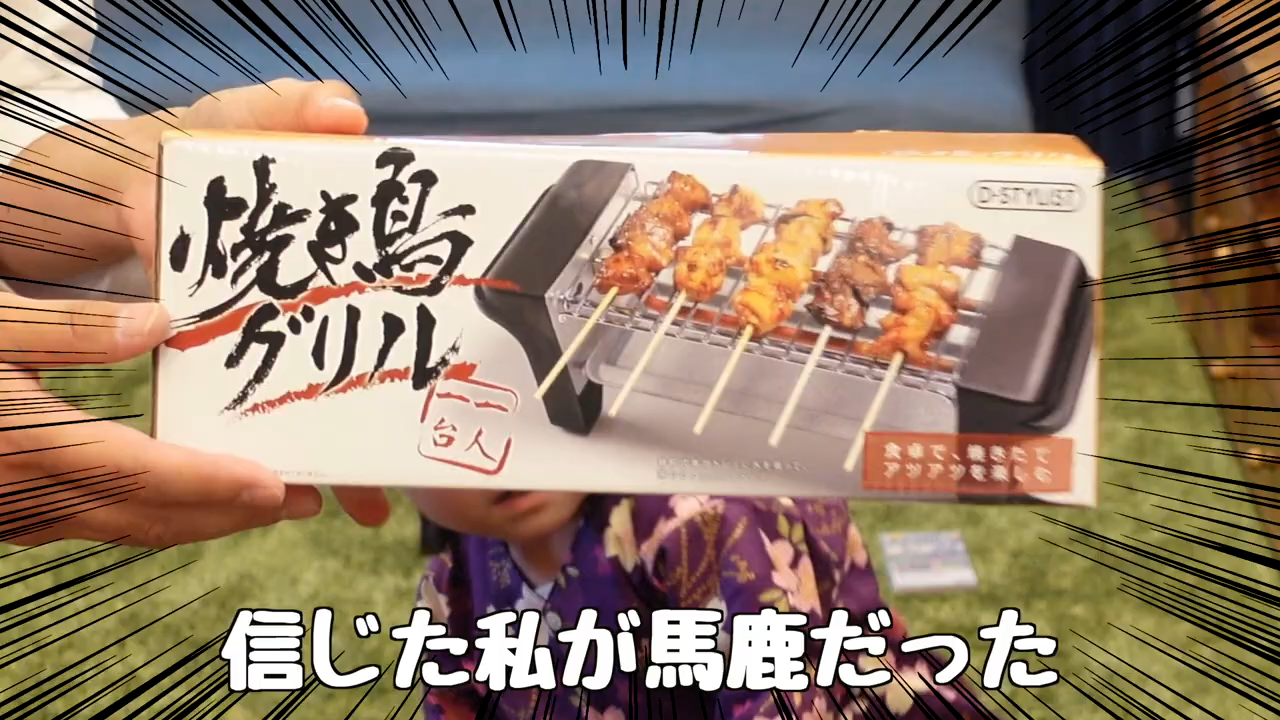 焼き鳥
グリル
一人
台
D-STYLIST
食卓で、焼きたて
アツアツを楽しむ
信じた私が馬鹿だった